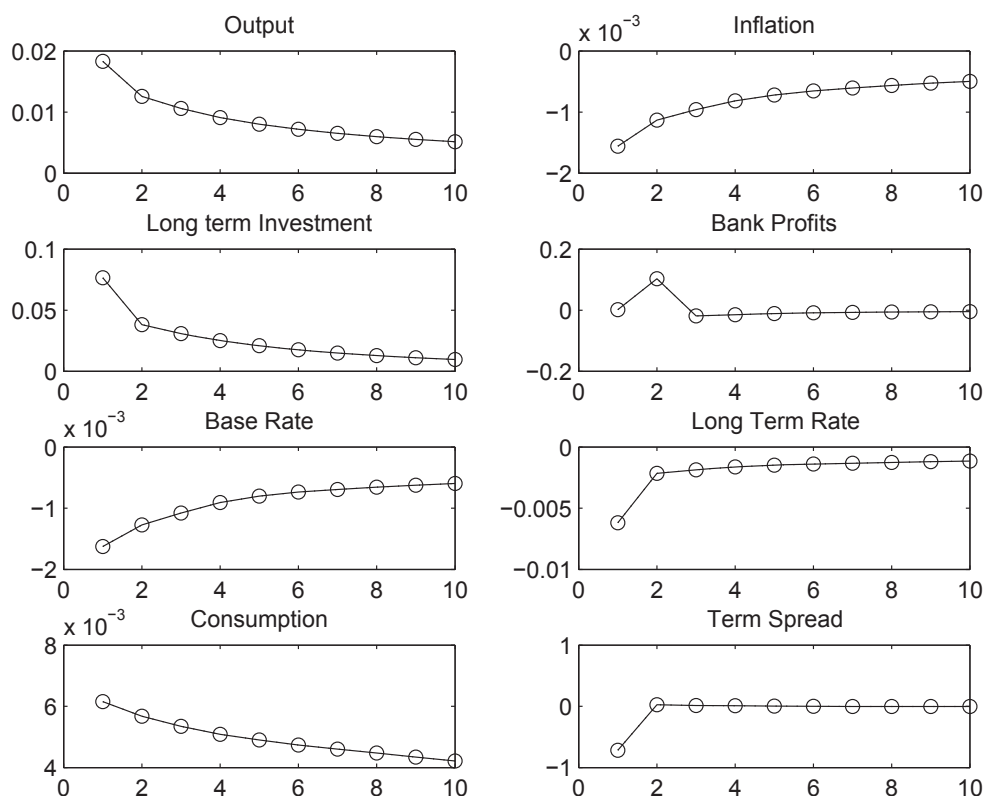 Output
0.02
0.01
0
0 2 4 6 8 10
x 10⁻³
Inflation
0
−1
−2
0 2 4 6 8 10
Long term Investment
0.1
0.05
0
0 2 4 6 8 10
Bank Profits
0.2
0
−0.2
0 2 4 6 8 10
x 10⁻³
Base Rate
0
−1
−2
0 2 4 6 8 10
Long Term Rate
0
−0.005
−0.01
0 2 4 6 8 10
x 10⁻³
Consumption
8
6
4
0 2 4 6 8 10
Term Spread
1
0
−1
0 2 4 6 8 10